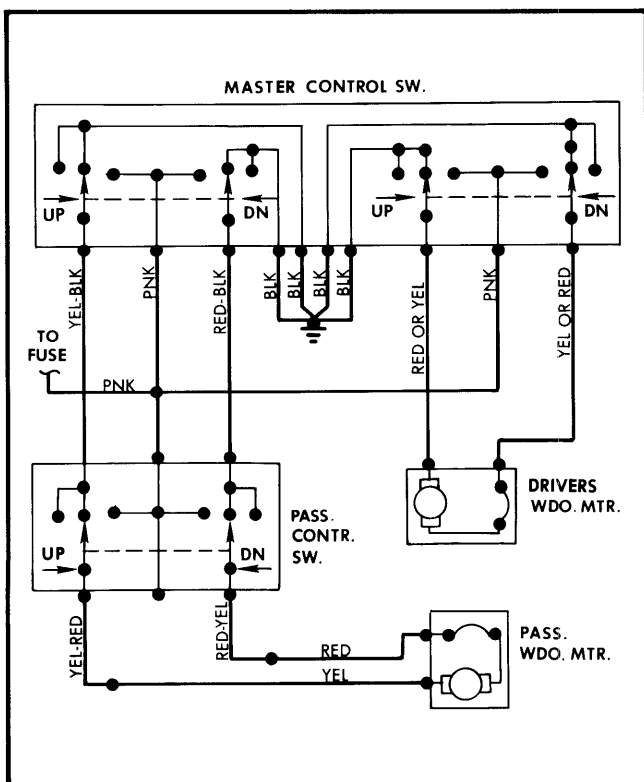 MASTER CONTROL SW.
UP
DN
UP
DN
YEL-BLK
PNK
RED-BLK
BLK
BLK
BLK
BLK
RED OR YEL
PNK
YEL OR RED
TO
FUSE
PNK
UP
DN
PASS.
CONTR.
SW.
DRIVERS
WDO. MTR.
YEL-RED
RED-YEL
RED
YEL
PASS.
WDO. MTR.